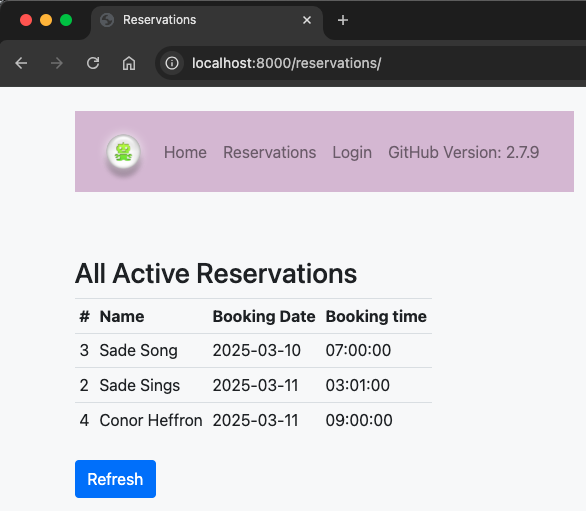 Reservations
localhost:8000/reservations/
Home Reservations Login GitHub Version: 2.7.9
All Active Reservations
# Name Booking Date Booking time
3 Sade Song 2025-03-10 07:00:00
2 Sade Sings 2025-03-11 03:01:00
4 Conor Heffron 2025-03-11 09:00:00
Refresh